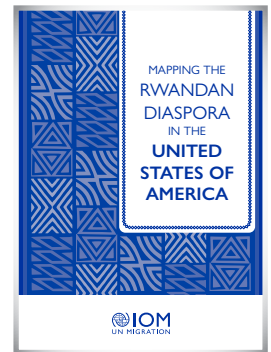 MAPPING THE
RWANDAN
DIASPORA
IN THE
UNITED
STATES OF
AMERICA
IOM
UN MIGRATION